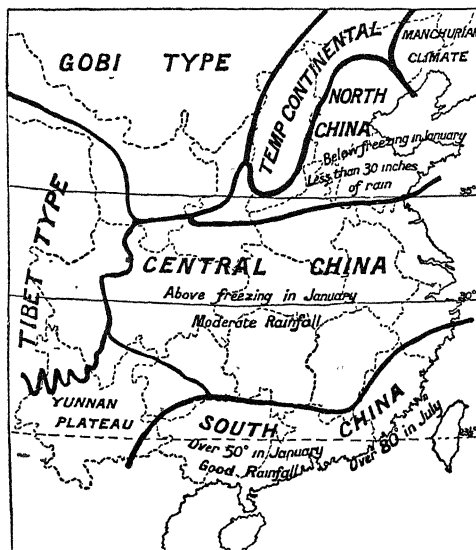 MANCHURIAN
CLIMATE
GOBI TYPE
TEMP CONTINENTAL
NORTH
CHINA
Below freezing in January
Less than 30 inches
of rain
35°
TIBET TYPE
CENTRAL CHINA
Above freezing in January
30°
Moderate Rainfall
YUNNAN
PLATEAU
SOUTH CHINA
Over 50° in January
Over 80° in July
Good Rainfall